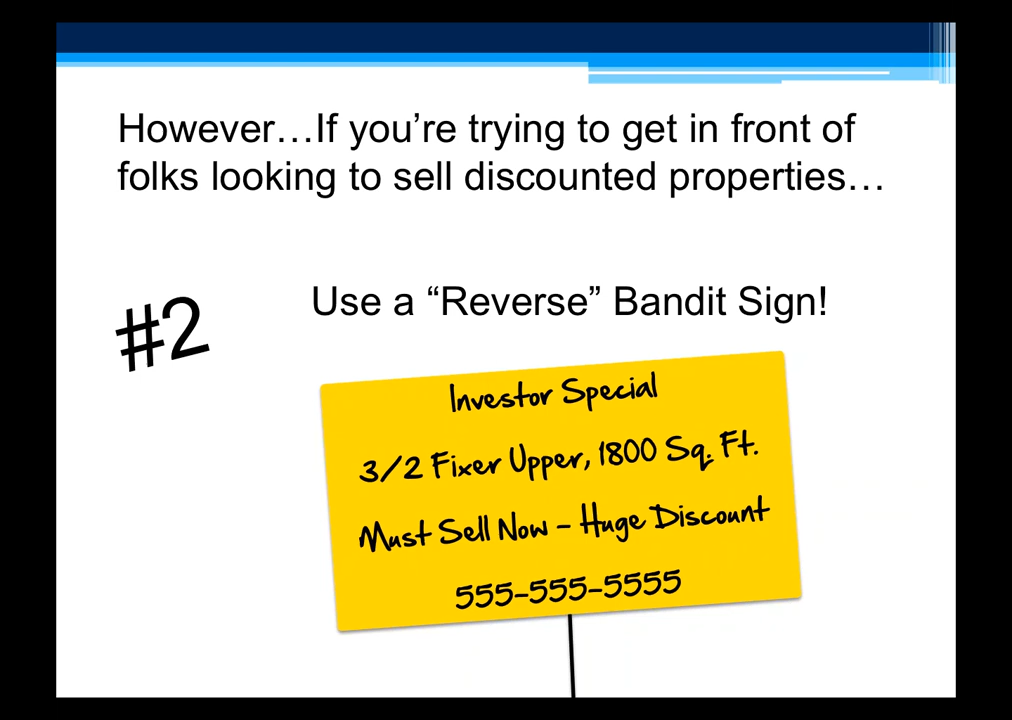 However…If you're trying to get in front of
folks looking to sell discounted properties…
#2
Use a “Reverse” Bandit Sign!
Investor Special
3/2 Fixer Upper, 1800 Sq. Ft.
Must Sell Now - Huge Discount
555-555-5555